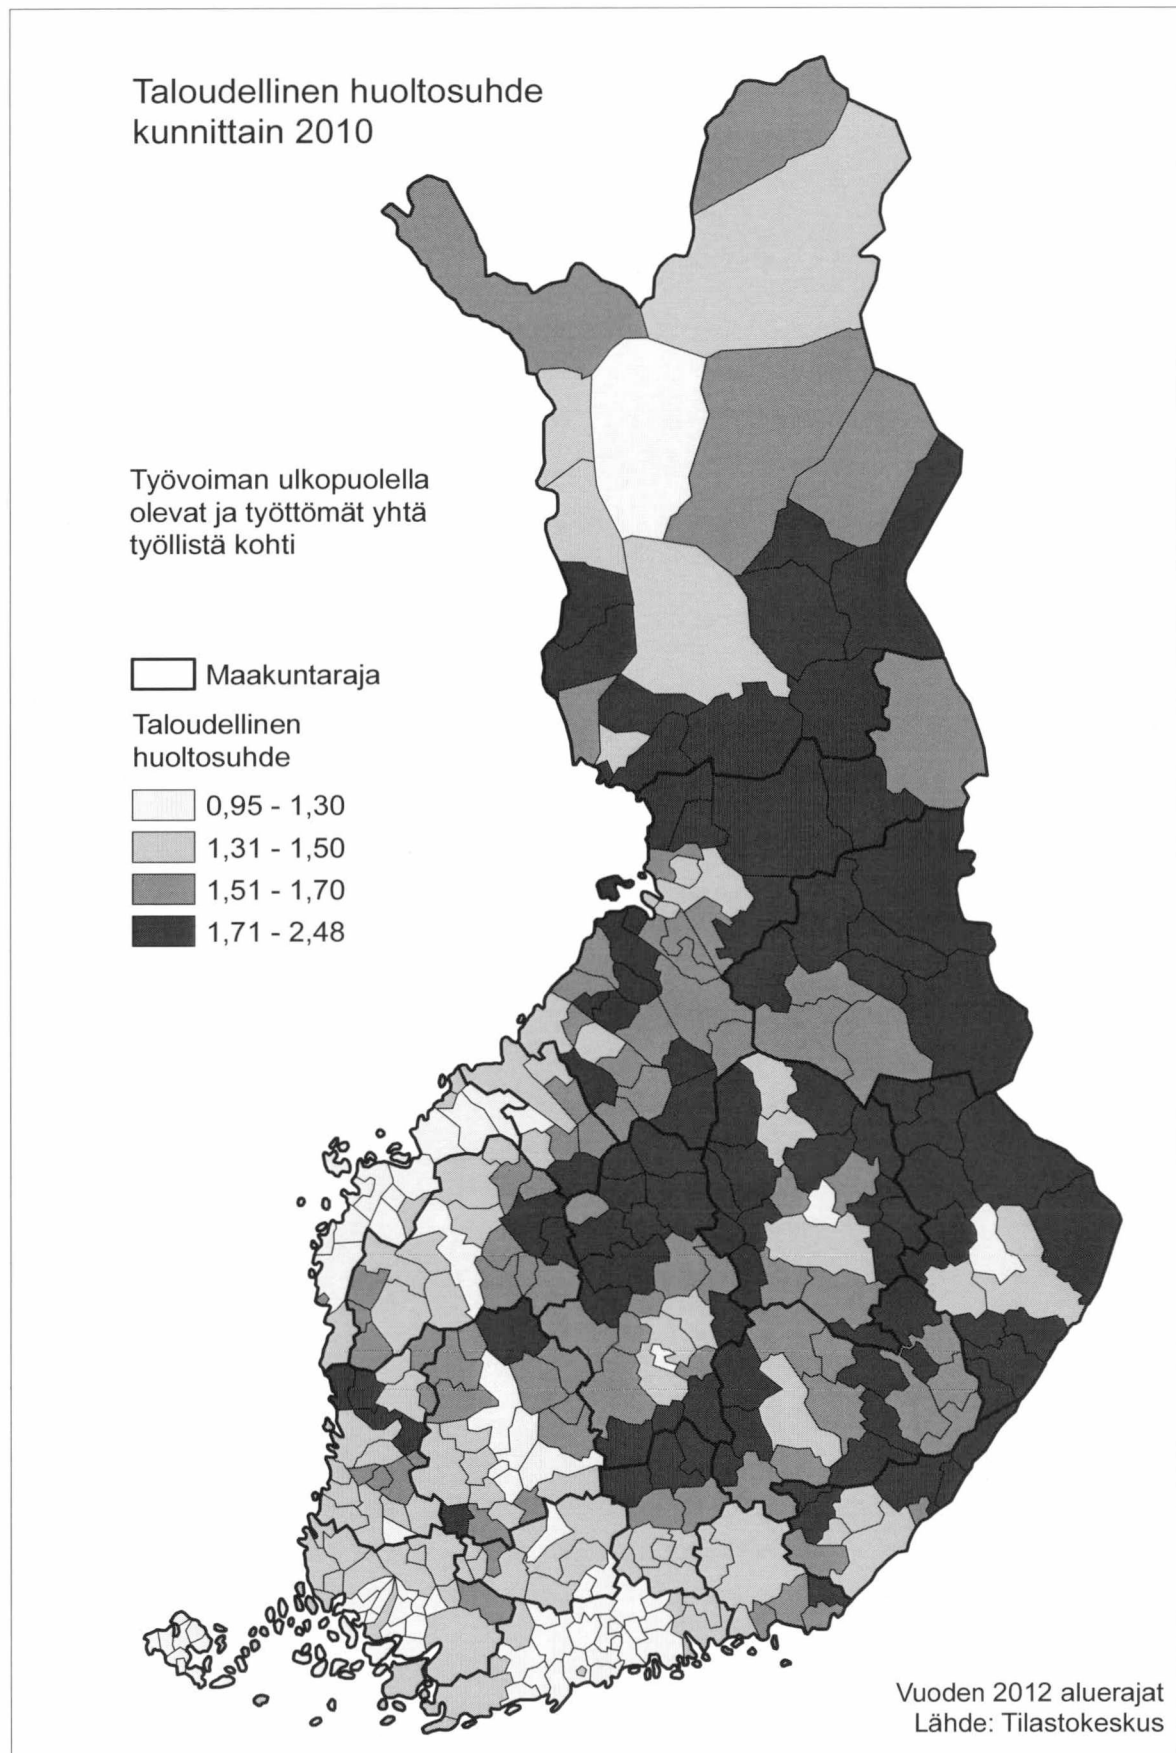 Taloudellinen huoltosuhde
kunnittain 2010
Työvoiman ulkopuolella
olevat ja työttömät yhtä
työllistä kohti
Maakuntaraja
Taloudellinen
huoltosuhde
0,95 - 1,30
1,31 - 1,50
1,51 - 1,70
1,71 - 2,48
Vuoden 2012 aluerajat
Lähde: Tilastokeskus